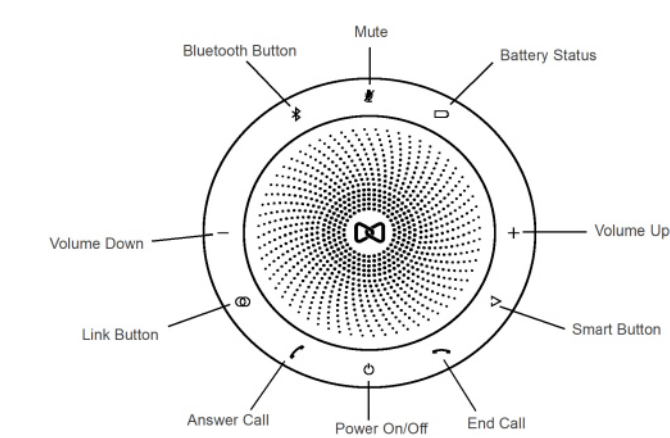 Mute
Bluetooth Button
Battery Status
Volume Down
Volume Up
Link Button
Smart Button
Answer Call
Power On/Off
End Call